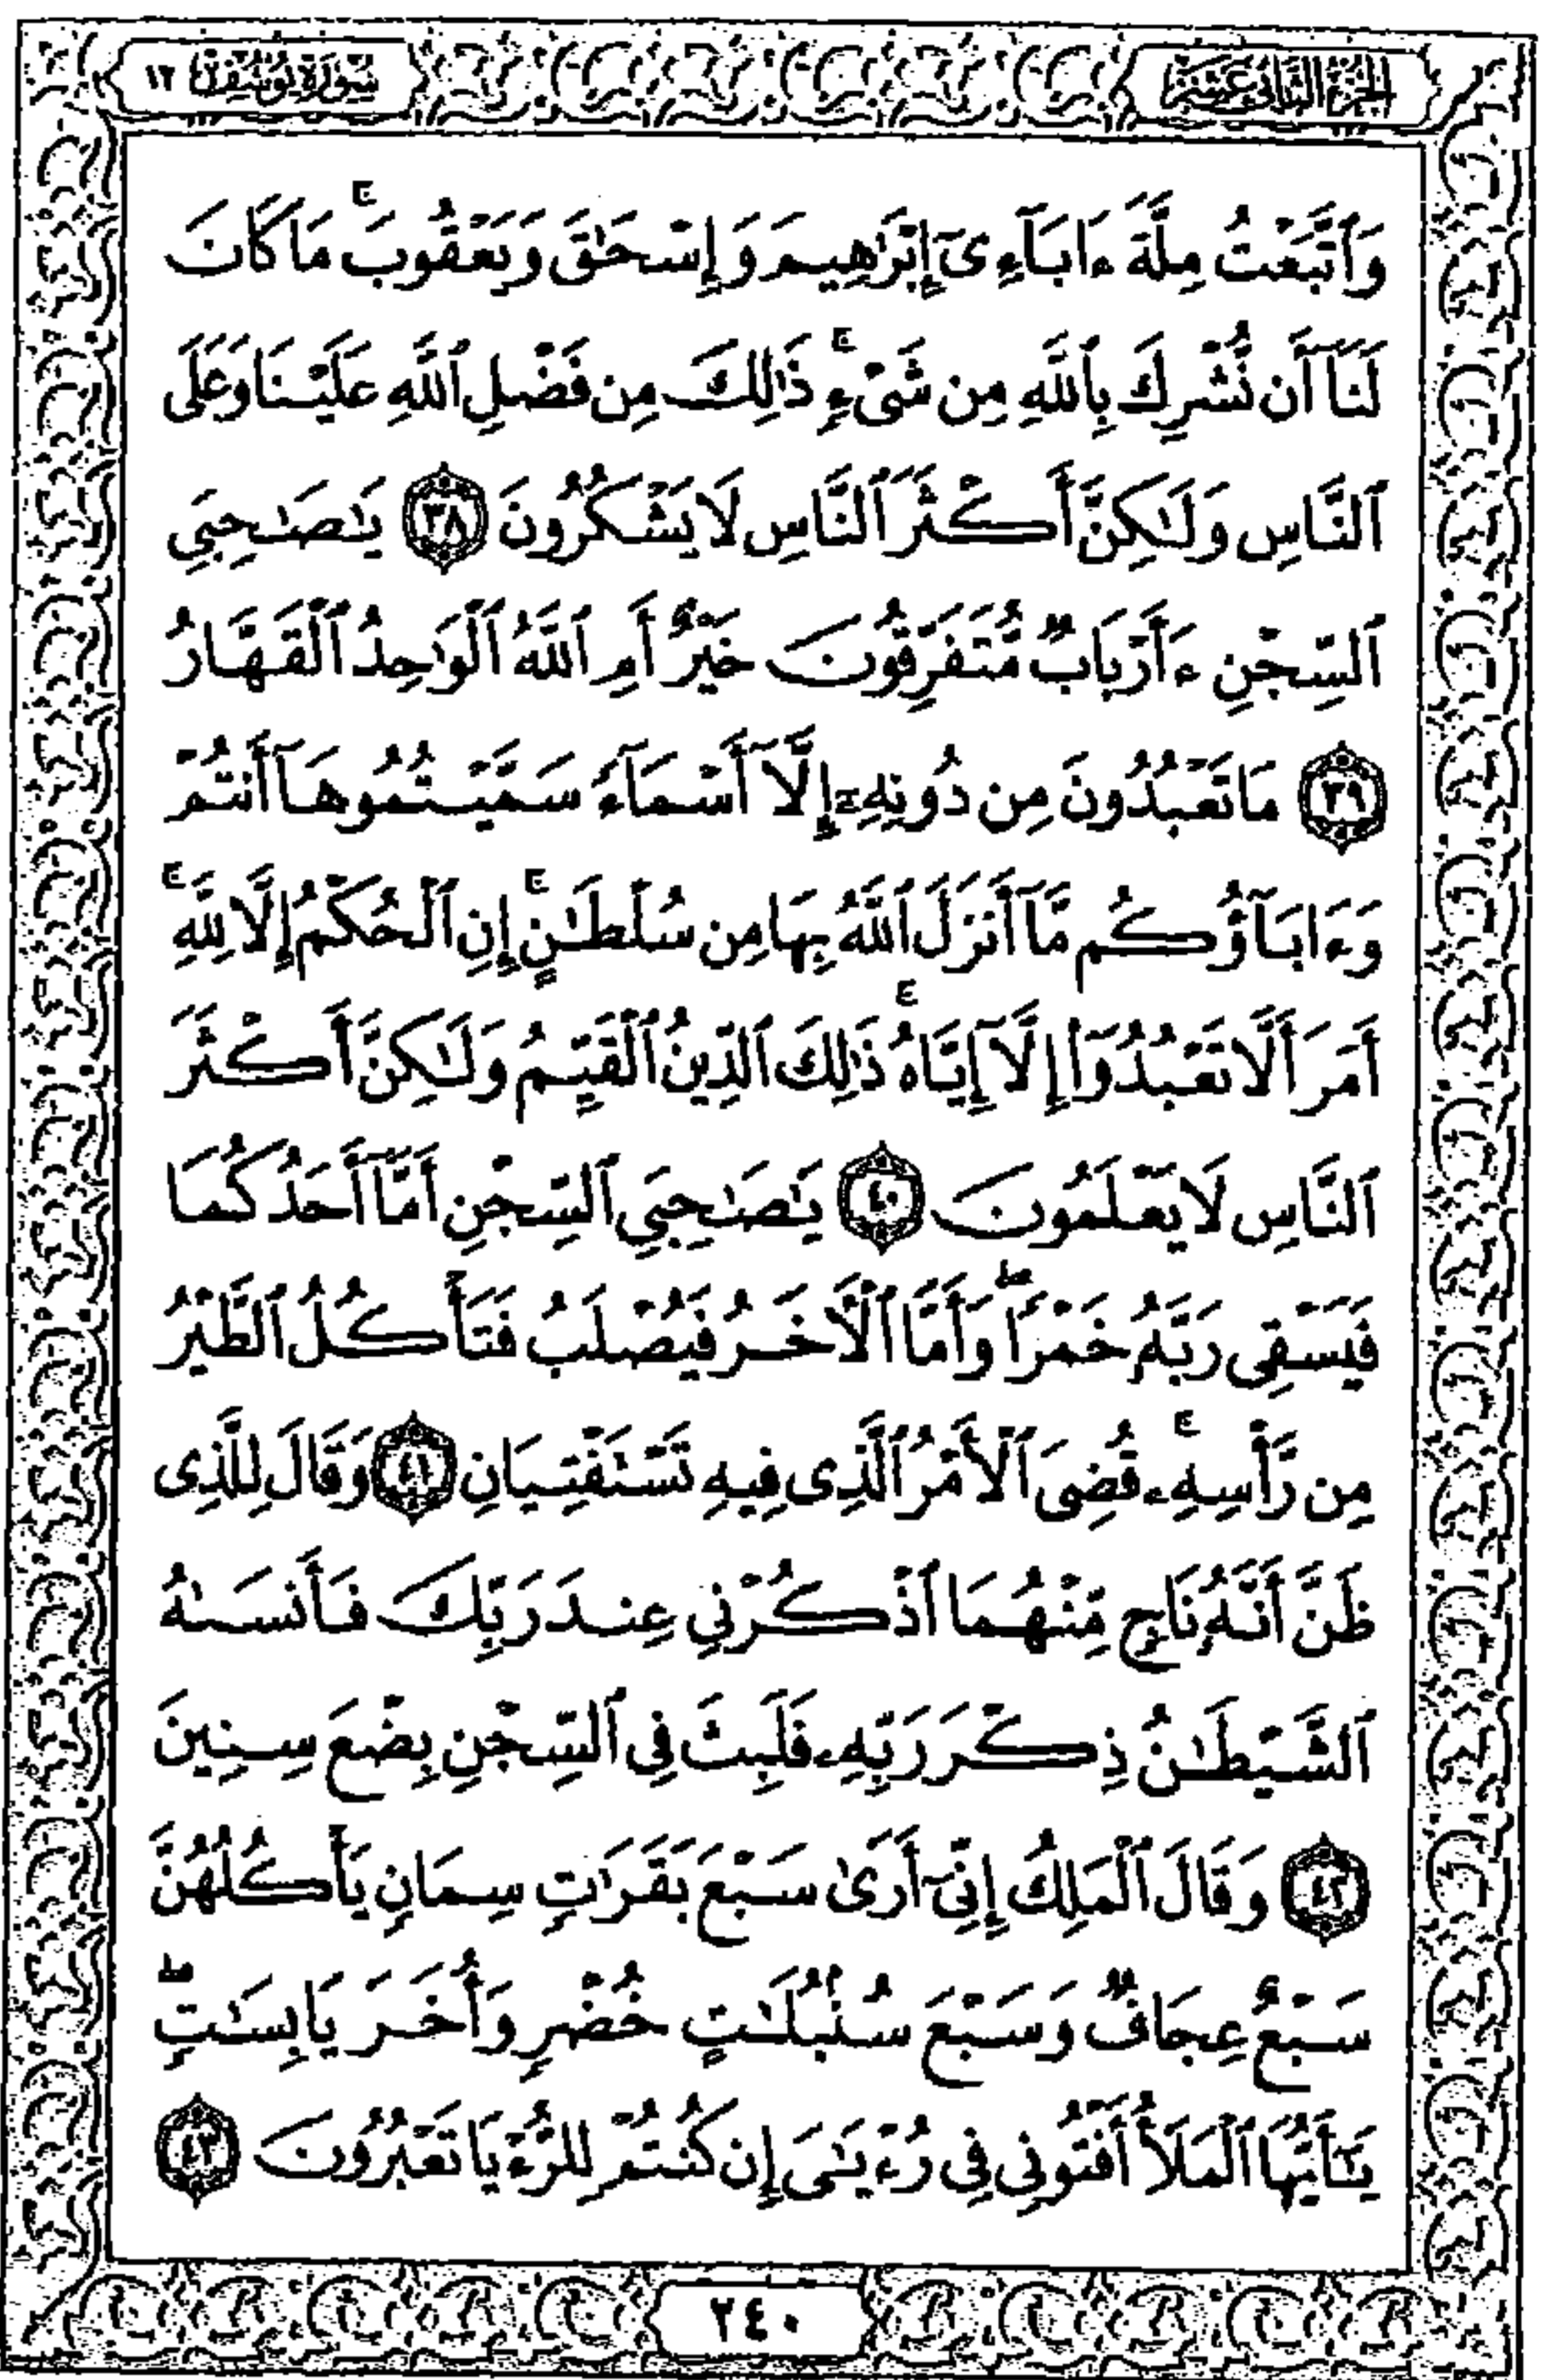 الجزء الثاني عشر
سورة يوسف ١٢
وَٱتَّبَعْتُ مِلَّةَ ءَابَآءِىٓ إِبْرَٰهِيمَ وَإِسْحَٰقَ وَيَعْقُوبَ ۚ مَا كَانَ
لَنَآ أَن نُّشْرِكَ بِٱللَّهِ مِن شَىْءٍ ۚ ذَٰلِكَ مِن فَضْلِ ٱللَّهِ عَلَيْنَا وَعَلَى
ٱلنَّاسِ وَلَٰكِنَّ أَكْثَرَ ٱلنَّاسِ لَا يَشْكُرُونَ ٣٨ يَٰصَٰحِبَىِ
ٱلسِّجْنِ ءَأَرْبَابٌ مُّتَفَرِّقُونَ خَيْرٌ أَمِ ٱللَّهُ ٱلْوَٰحِدُ ٱلْقَهَّارُ
٣٩ مَا تَعْبُدُونَ مِن دُونِهِۦٓ إِلَّآ أَسْمَآءً سَمَّيْتُمُوهَآ أَنتُمْ
وَءَابَآؤُكُم مَّآ أَنزَلَ ٱللَّهُ بِهَا مِن سُلْطَٰنٍ ۚ إِنِ ٱلْحُكْمُ إِلَّا لِلَّهِ ۚ
أَمَرَ أَلَّا تَعْبُدُوٓا۟ إِلَّآ إِيَّاهُ ۚ ذَٰلِكَ ٱلدِّينُ ٱلْقَيِّمُ وَلَٰكِنَّ أَكْثَرَ
ٱلنَّاسِ لَا يَعْلَمُونَ ٤٠ يَٰصَٰحِبَىِ ٱلسِّجْنِ أَمَّآ أَحَدُكُمَا
فَيَسْقِى رَبَّهُۥ خَمْرًا ۖ وَأَمَّا ٱلْأَخَرُ فَيُصْلَبُ فَتَأْكُلُ ٱلطَّيْرُ
مِن رَّأْسِهِۦ ۚ قُضِىَ ٱلْأَمْرُ ٱلَّذِى فِيهِ تَسْتَفْتِيَانِ ٤١ وَقَالَ لِلَّذِى
ظَنَّ أَنَّهُۥ نَاجٍ مِّنْهُمَا ٱذْكُرْنِى عِندَ رَبِّكَ فَأَنسَىٰهُ
ٱلشَّيْطَٰنُ ذِكْرَ رَبِّهِۦ فَلَبِثَ فِى ٱلسِّجْنِ بِضْعَ سِنِينَ
٤٢ وَقَالَ ٱلْمَلِكُ إِنِّىٓ أَرَىٰ سَبْعَ بَقَرَٰتٍ سِمَانٍ يَأْكُلُهُنَّ
سَبْعٌ عِجَافٌ وَسَبْعَ سُنۢبُلَٰتٍ خُضْرٍ وَأُخَرَ يَابِسَٰتٍ ۖ
يَٰٓأَيُّهَا ٱلْمَلَأُ أَفْتُونِى فِى رُءْيَٰىَ إِن كُنتُمْ لِلرُّءْيَا تَعْبُرُونَ ٤٣
٢٤٠